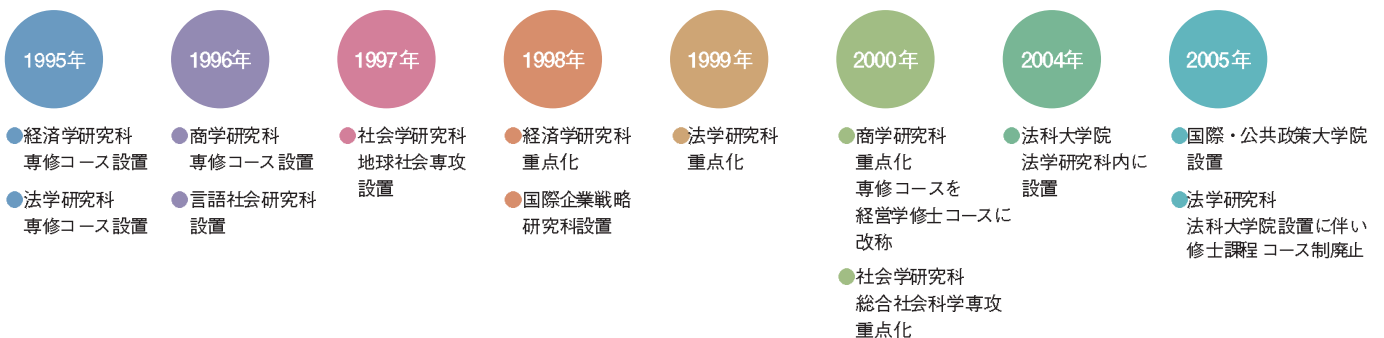 1995年
●経済学研究科
専修コース設置
●法学研究科
専修コース設置
1996年
●商学研究科
専修コース設置
●言語社会研究科
設置
1997年
●社会学研究科
地球社会専攻
設置
1998年
●経済学研究科
重点化
●国際企業戦略
研究科設置
1999年
●法学研究科
重点化
2000年
●商学研究科
重点化
専修コースを
経営学修士コースに
改称
●社会学研究科
総合社会科学専攻
重点化
2004年
●法科大学院
法学研究科内に
設置
2005年
●国際・公共政策大学院
設置
●法学研究科
法科大学院設置に伴い
修士課程 コース制廃止